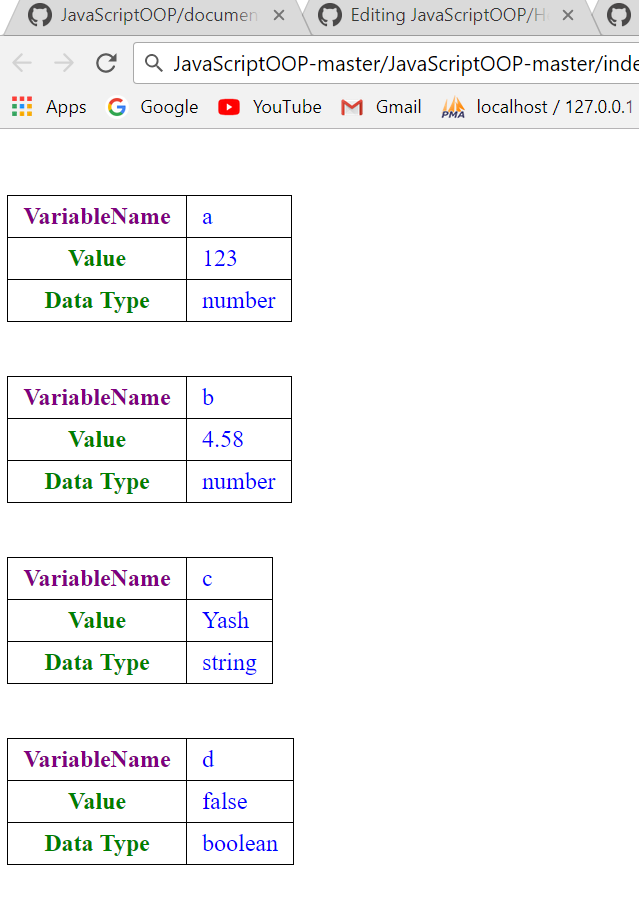 JavaScriptOOP/documen Editing JavaScriptOOP/H
JavaScriptOOP-master/JavaScriptOOP-master/inde
Apps Google YouTube Gmail PMA localhost / 127.0.0.1
VariableName a
Value 123
Data Type number
VariableName b
Value 4.58
Data Type number
VariableName c
Value Yash
Data Type string
VariableName d
Value false
Data Type boolean